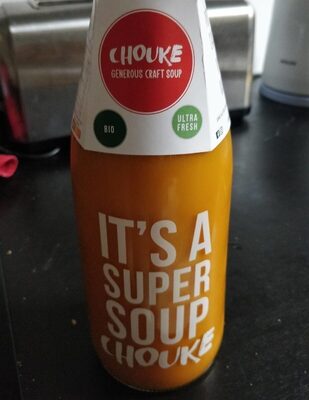 CHOUKE
GENEROUS CRAFT SOUP
BIO
ULTRA
FRESH
IT'S A
SUPER
SOUP
CHOUKE